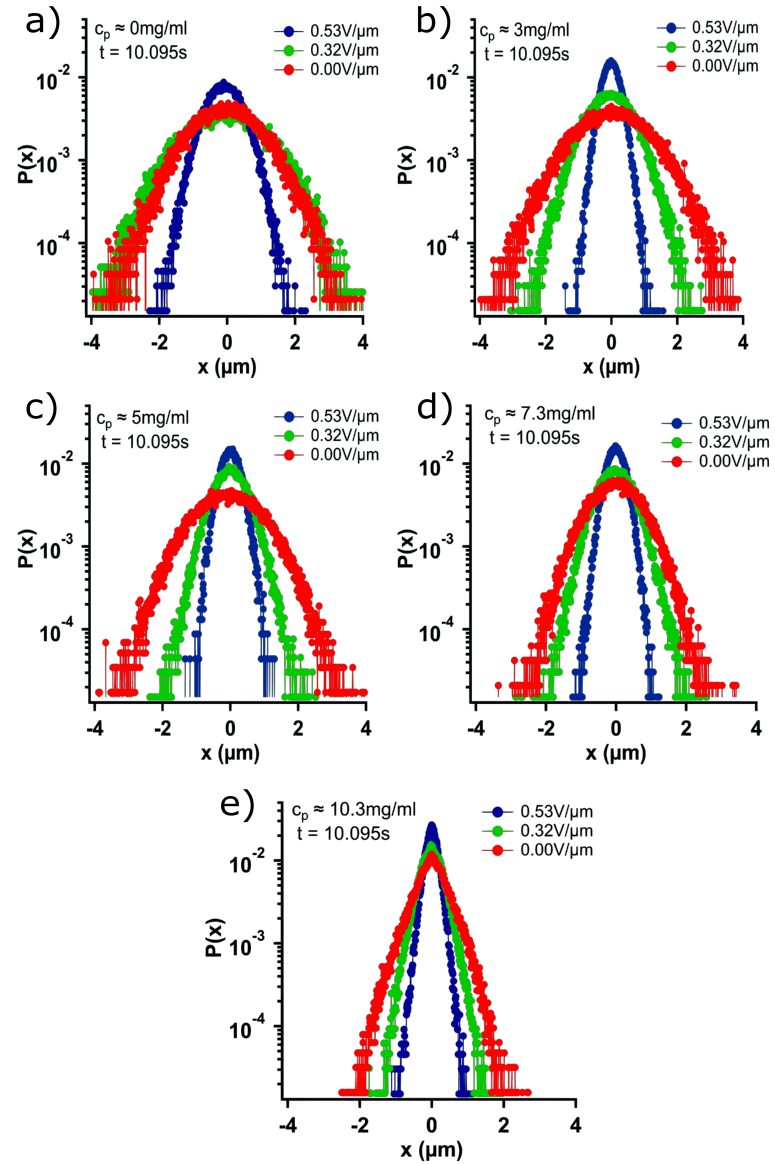 a)
cₚ ≈ 0mg/ml
t = 10.095s
0.53V/µm
0.32V/µm
0.00V/µm
10⁻²
10⁻³
10⁻⁴
P(x)
-4 -2 0 2 4
x (µm)
b)
cₚ ≈ 3mg/ml
t = 10.095s
0.53V/µm
0.32V/µm
0.00V/µm
10⁻²
10⁻³
10⁻⁴
P(x)
-4 -2 0 2 4
x (µm)
c)
cₚ ≈ 5mg/ml
t = 10.095s
0.53V/µm
0.32V/µm
0.00V/µm
10⁻²
10⁻³
10⁻⁴
P(x)
-4 -2 0 2 4
x (µm)
d)
cₚ ≈ 7.3mg/ml
t = 10.095s
0.53V/µm
0.32V/µm
0.00V/µm
10⁻²
10⁻³
10⁻⁴
P(x)
-4 -2 0 2 4
x (µm)
e)
cₚ ≈ 10.3mg/ml
t = 10.095s
0.53V/µm
0.32V/µm
0.00V/µm
10⁻²
10⁻³
10⁻⁴
P(x)
-4 -2 0 2 4
x (µm)